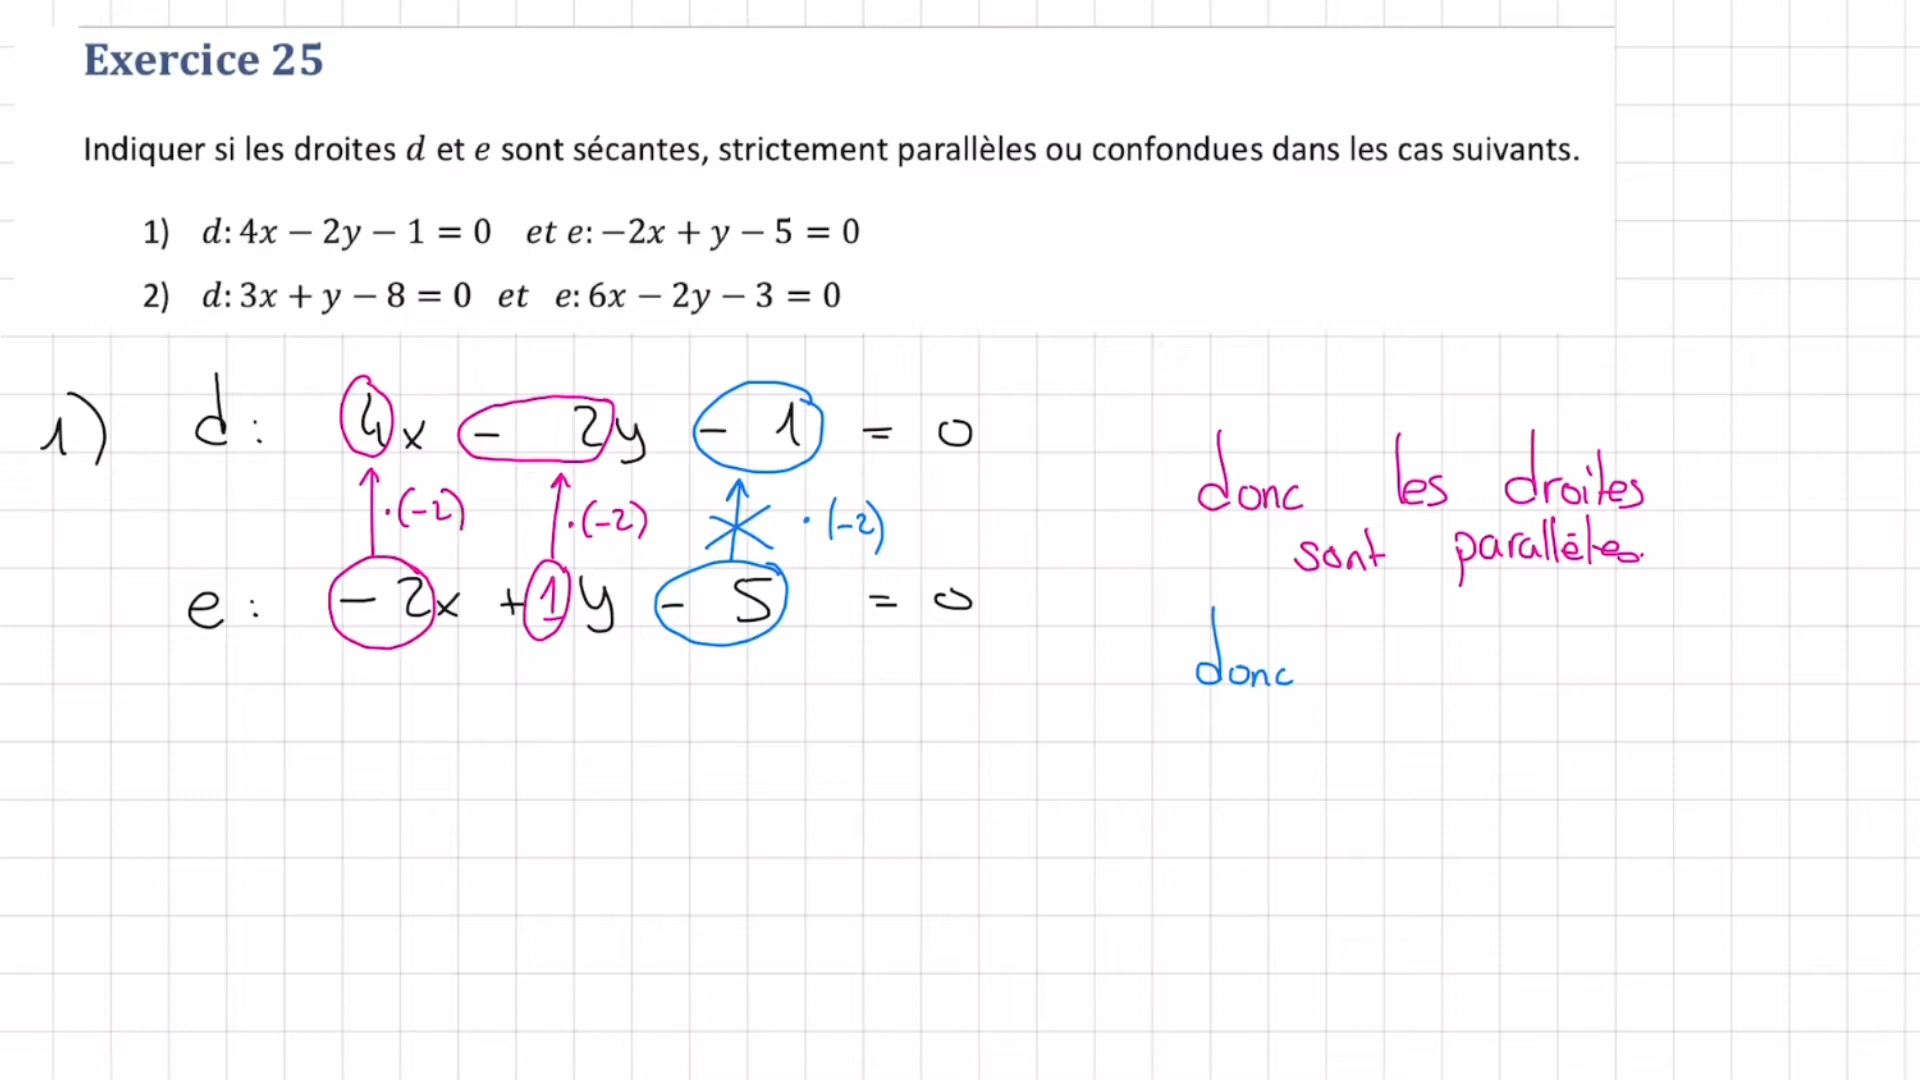 Exercice 25
Indiquer si les droites d et e sont sécantes, strictement parallèles ou confondues dans les cas suivants.
1) d: 4x − 2y − 1 = 0 et e: −2x + y − 5 = 0
2) d: 3x + y − 8 = 0 et e: 6x − 2y − 3 = 0
1) d: 4x − 2y − 1 = 0
·(−2) ·(−2) ·(−2)
e: −2x + 1y − 5 = 0
donc les droites
sont parallèles.
donc